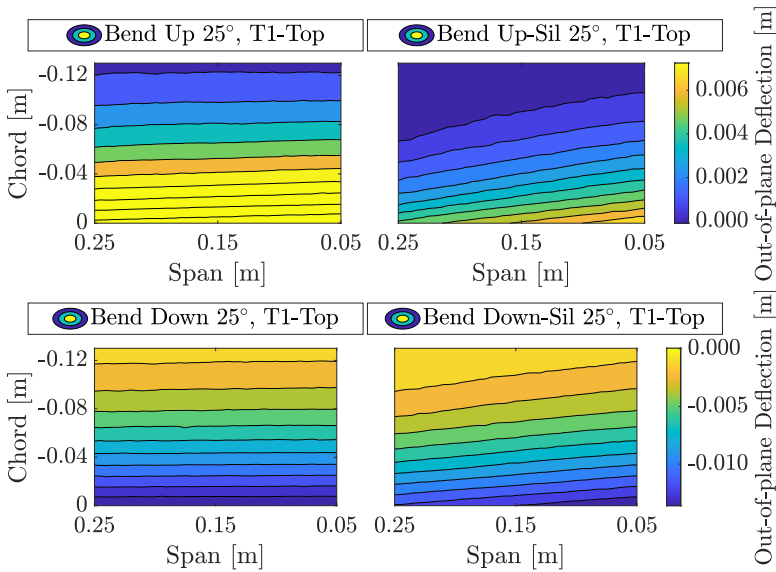 Bend Up 25°, T1-Top
Bend Up-Sil 25°, T1-Top
-0.12
-0.08
-0.04
0
Chord [m]
0.25
0.15
0.05
Span [m]
0.25
0.15
0.05
Span [m]
0.006
0.004
0.002
0.000
Out-of-plane Deflection [m]
Bend Down 25°, T1-Top
Bend Down-Sil 25°, T1-Top
-0.12
-0.08
-0.04
0
Chord [m]
0.25
0.15
0.05
Span [m]
0.25
0.15
0.05
Span [m]
0.000
-0.005
-0.010
Out-of-plane Deflection [m]